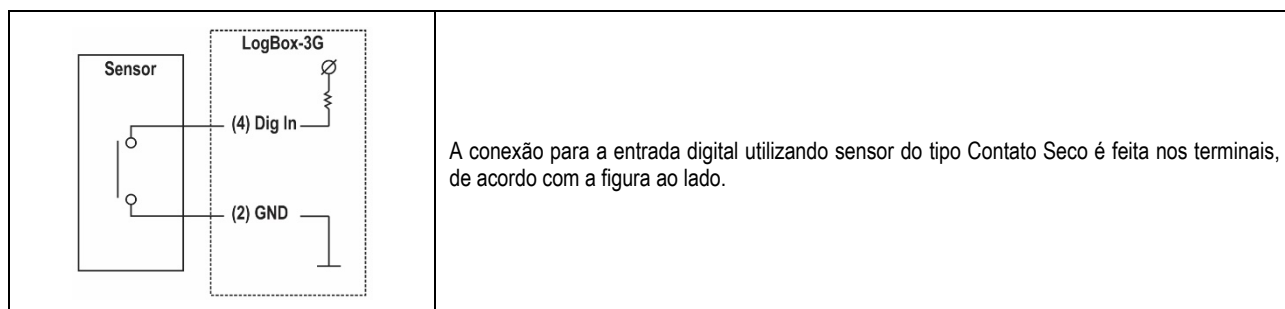 LogBox-3G
Sensor
(4) Dig In
(2) GND
A conexão para a entrada digital utilizando sensor do tipo Contato Seco é feita nos terminais,
de acordo com a figura ao lado.